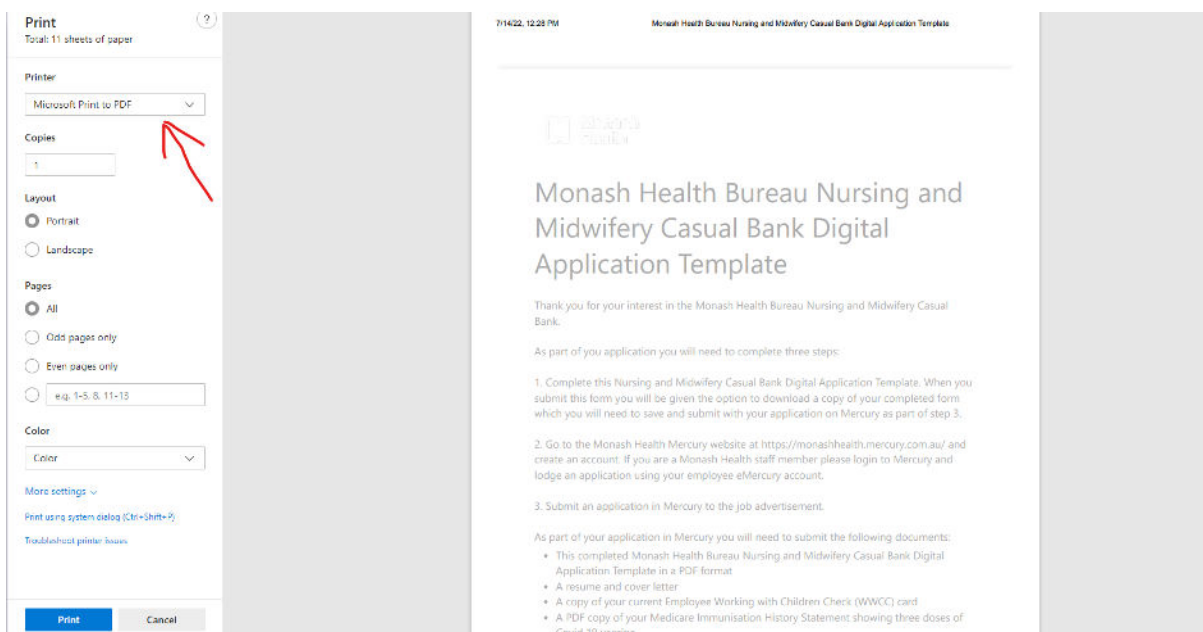 Print
?
Total: 11 sheets of paper
Printer
Microsoft Print to PDF
Copies
1
Layout
Portrait
Landscape
Pages
All
Odd pages only
Even pages only
e.g. 1-5, 8, 11-13
Color
Color
More settings
Print using system dialog (Ctrl+Shift+P)
Troubleshoot printer issues
Print Cancel
7/14/22, 12:28 PM Monash Health Bureau Nursing and Midwifery Casual Bank Digital Application Template
Monash Health Bureau Nursing and
Midwifery Casual Bank Digital
Application Template
Thank you for your interest in the Monash Health Bureau Nursing and Midwifery Casual
Bank.
As part of you application you will need to complete three steps:
1. Complete this Nursing and Midwifery Casual Bank Digital Application Template. When you
submit this form you will be given the option to download a copy of your completed form
which you will need to save and submit with your application on Mercury as part of step 3.
2. Go to the Monash Health Mercury website at https://monashhealth.mercury.com.au/ and
create an account. If you are a Monash Health staff member please login to Mercury and
lodge an application using your employee eMercury account.
3. Submit an application in Mercury to the job advertisement.
As part of your application in Mercury you will need to submit the following documents:
• This completed Monash Health Bureau Nursing and Midwifery Casual Bank Digital
Application Template in a PDF format
• A resume and cover letter
• A copy of your current Employee Working with Children Check (WWCC) card
• A PDF copy of your Medicare Immunisation History Statement showing three doses of